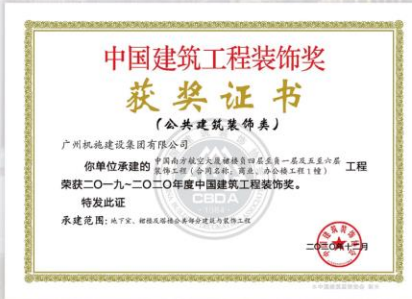 中国建筑工程装饰奖
获奖证书
(公共建筑装饰类)
广州机施建设集团有限公司
你单位承建的 中国南方航空大厦裙楼负四层至负一层及五至六层
装饰工程(合同名称:商业、办公楼工程1幢) 工程
荣获二〇一九~二〇二〇年度中国建筑工程装饰奖。
特发此证
承建范围:地下室、裙楼及塔楼公共部分建筑与装饰工程
CBDA
二〇二〇年十二月